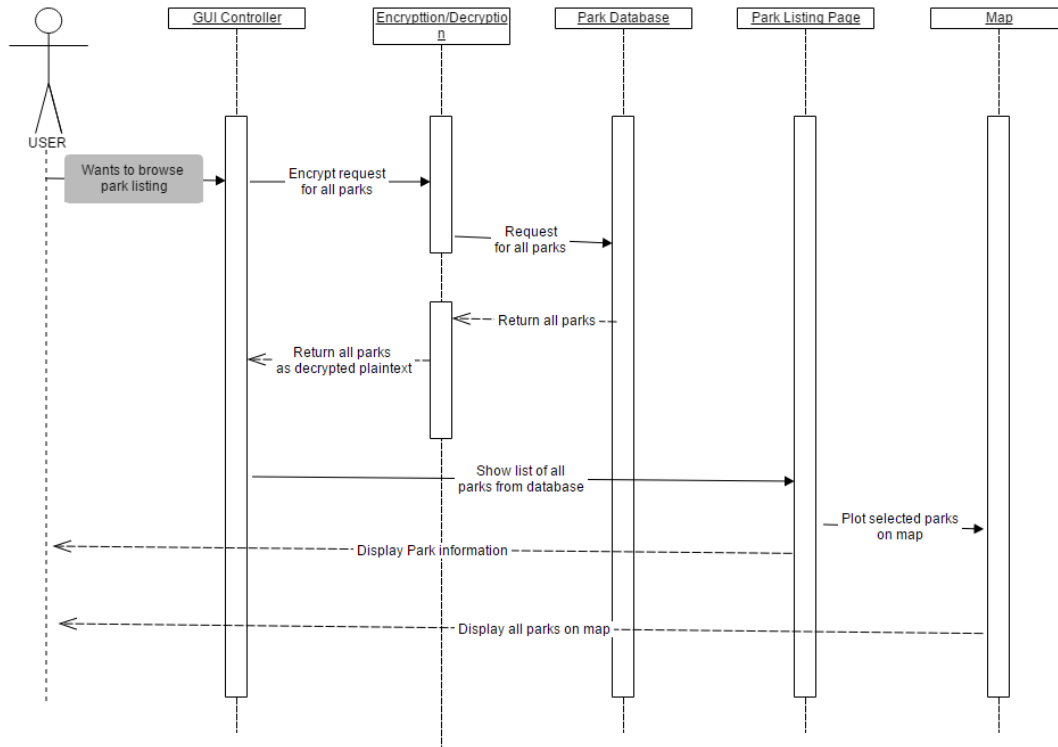 GUI Controller
Encrypttion/Decryptio
n
Park Database
Park Listing Page
Map
USER
Wants to browse
park listing
Encrypt request
for all parks
Request
for all parks
Return all parks
Return all parks
as decrypted plaintext
Show list of all
parks from database
Plot selected parks
on map
Display Park information
Display all parks on map